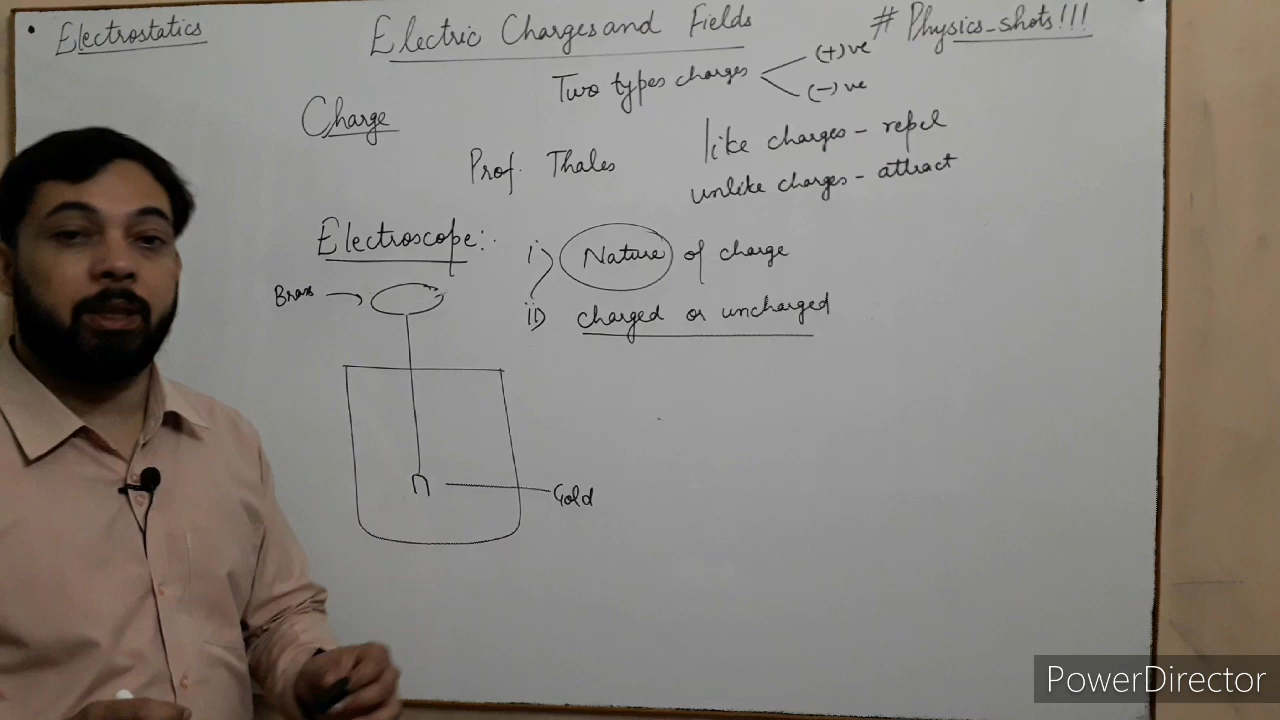 • Electrostatics
Electric Charges and Fields
# Physics-shots!!!
Two types charges
(+)ve
(-)ve
Charge
Prof. Thales
like charges - repel
unlike charges - attract
Electroscope:-
i) Nature of charge
ii) charged or uncharged
Brass
Gold
PowerDirector